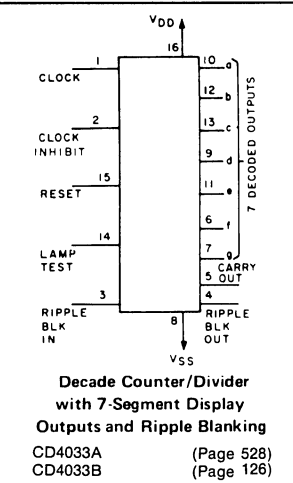 VDD
16
1
CLOCK
10 a
12 b
2
CLOCK
INHIBIT
13 c
9 d
15
RESET
11 e
14
LAMP
TEST
6 f
7 g
7 DECODED OUTPUTS
CARRY
5 OUT
3
RIPPLE
BLK
IN
4
RIPPLE
BLK
OUT
8
VSS
Decade Counter/Divider
with 7-Segment Display
Outputs and Ripple Blanking
CD4033A (Page 528)
CD4033B (Page 126)